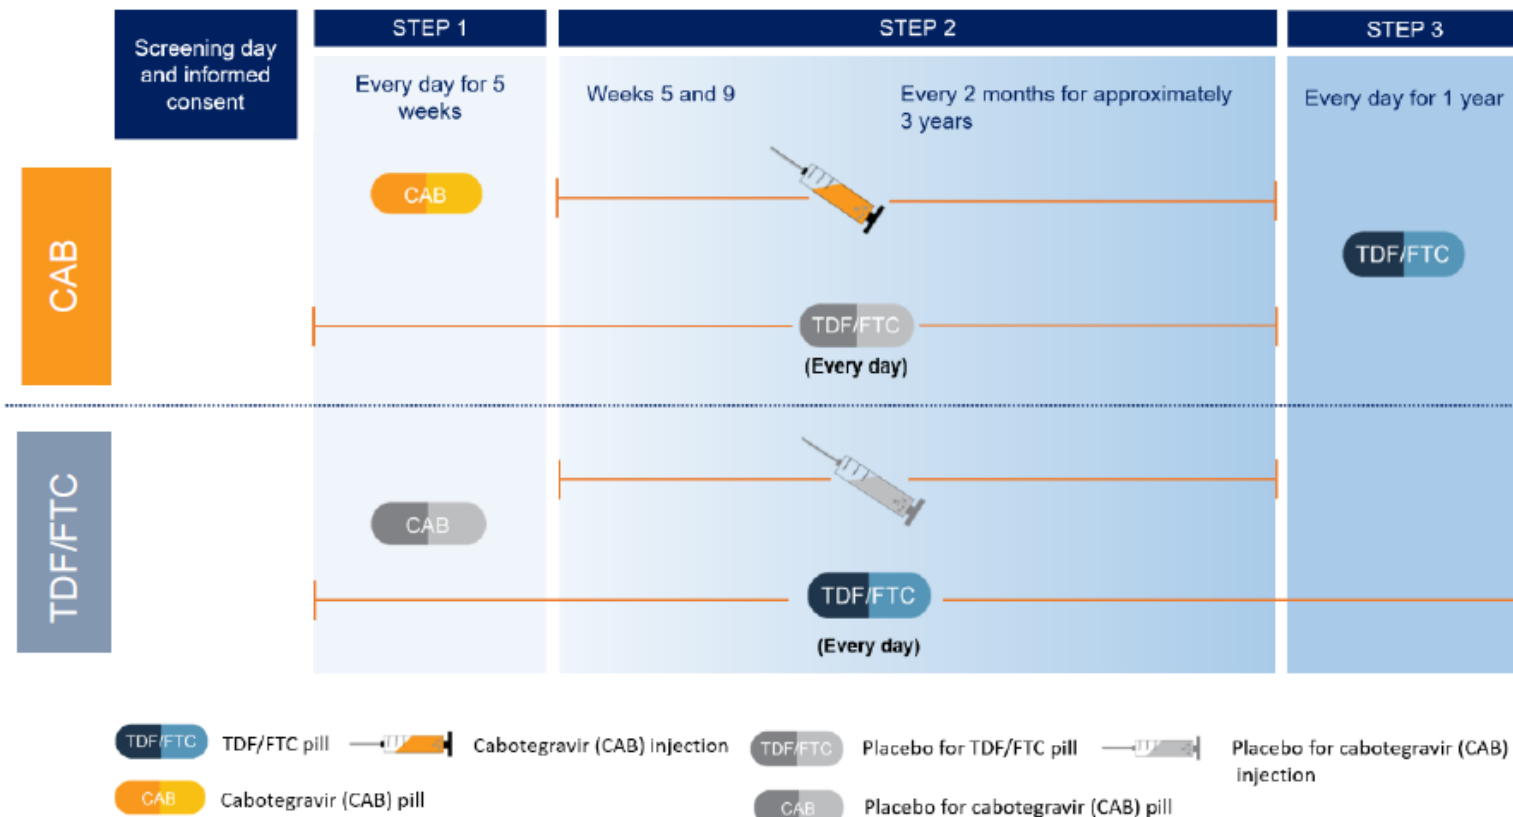 Screening day
and informed
consent
STEP 1
STEP 2
STEP 3
Every day for 5
weeks
Weeks 5 and 9
Every 2 months for approximately
3 years
Every day for 1 year
CAB
CAB
TDF/FTC
TDF/FTC
(Every day)
TDF/FTC
CAB
TDF/FTC
(Every day)
TDF/FTC
TDF/FTC pill
Cabotegravir (CAB) injection
TDF/FTC
Placebo for TDF/FTC pill
Placebo for cabotegravir (CAB)
injection
CAB
Cabotegravir (CAB) pill
CAB
Placebo for cabotegravir (CAB) pill